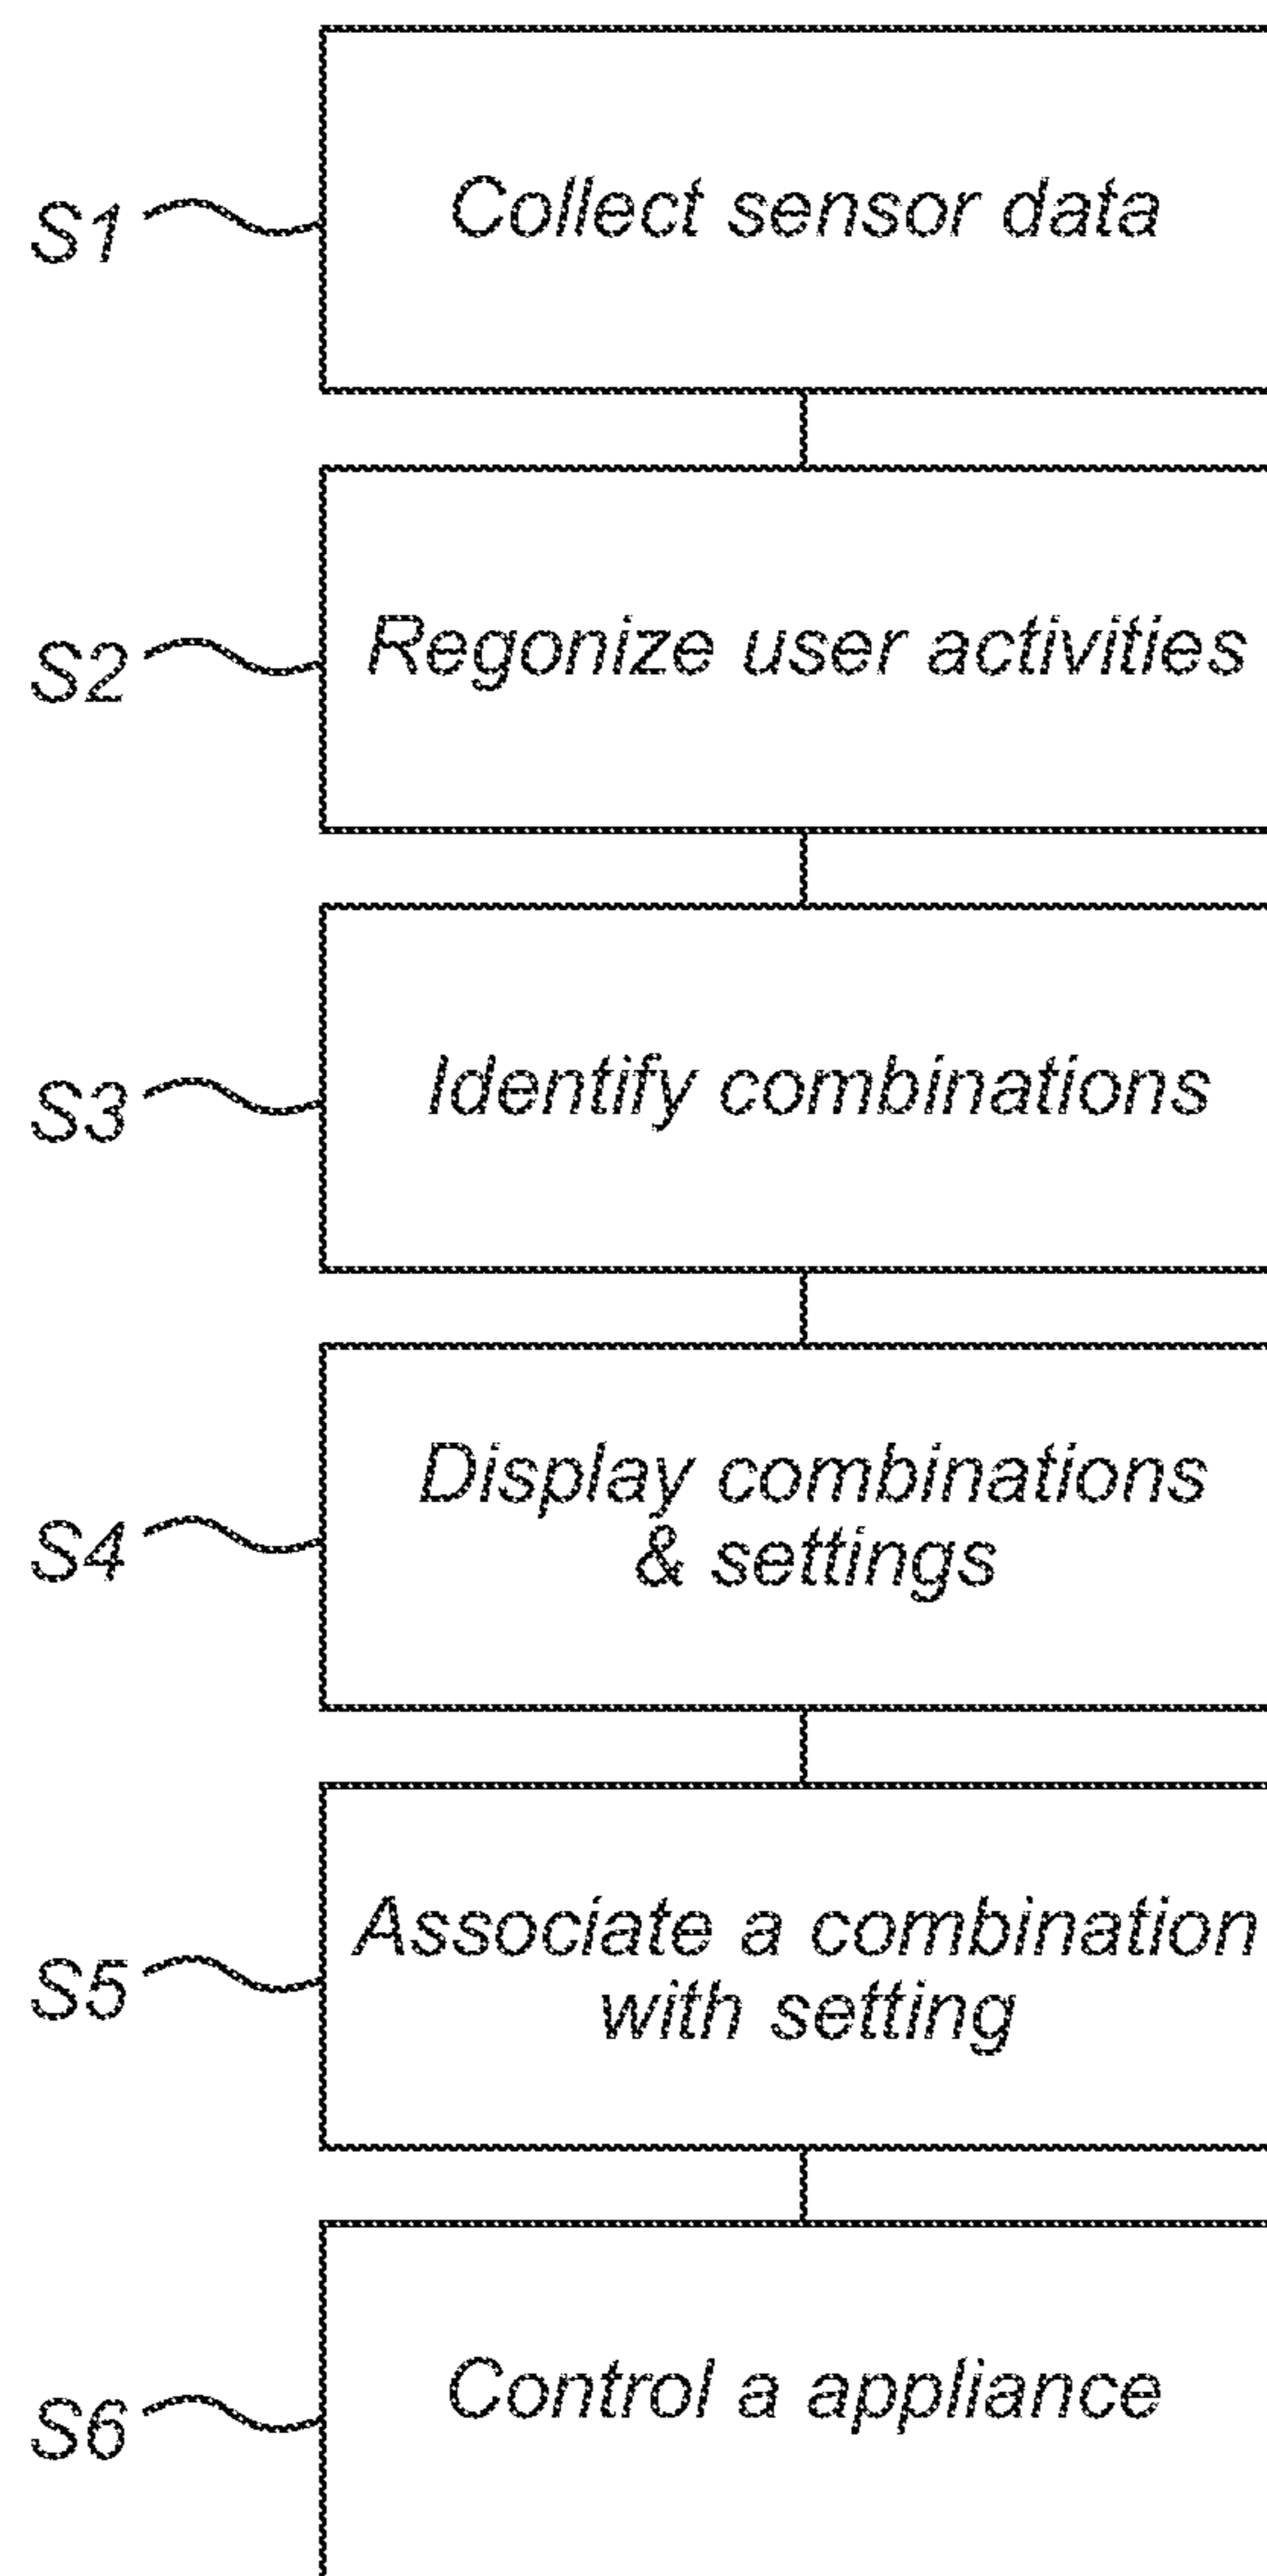 S1
Collect sensor data
S2
Regonize user activities
S3
Identify combinations
S4
Display combinations
& settings
S5
Associate a combination
with setting
S6
Control a appliance